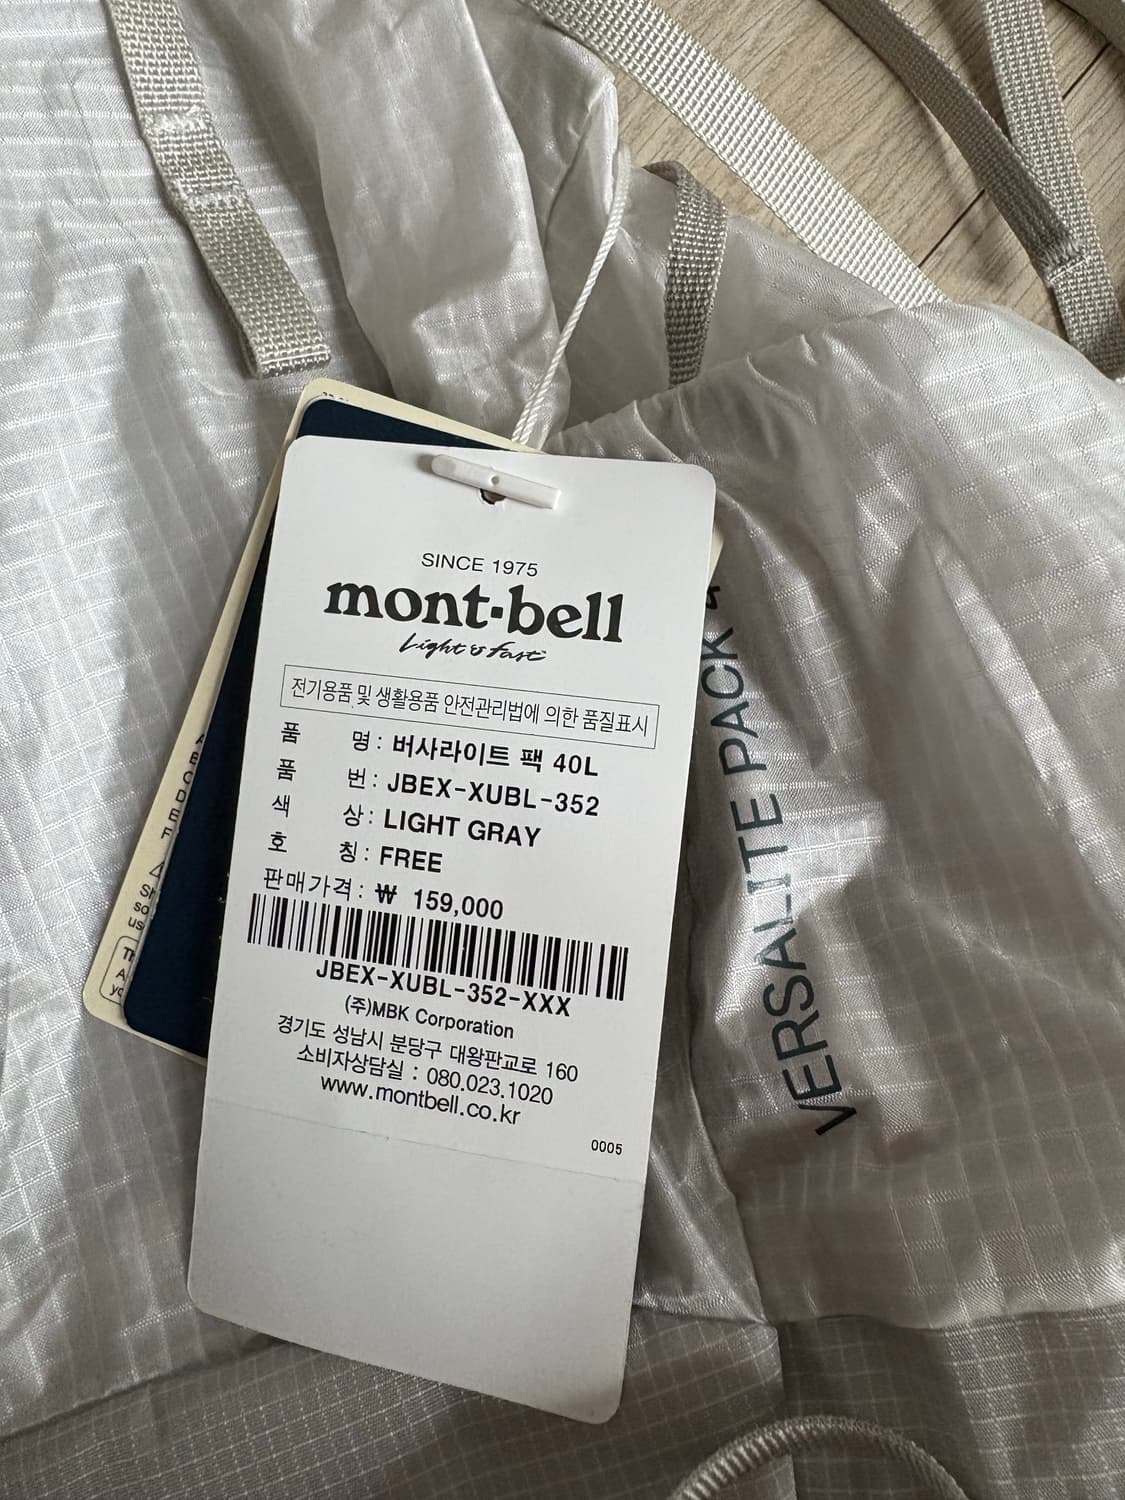 SINCE 1975
mont-bell
Light & Fast
전기용품 및 생활용품 안전관리법에 의한 품질표시
품 명 : 버사라이트 팩 40L
품 번 : JBEX-XUBL-352
색 상 : LIGHT GRAY
호 칭 : FREE
판매가격 : ₩ 159,000
JBEX-XUBL-352-XXX
(주)MBK Corporation
경기도 성남시 분당구 대왕판교로 160
소비자상담실 : 080.023.1020
www.montbell.co.kr
0005
VERSALITE PACK 4
A
B
C
D
E
F